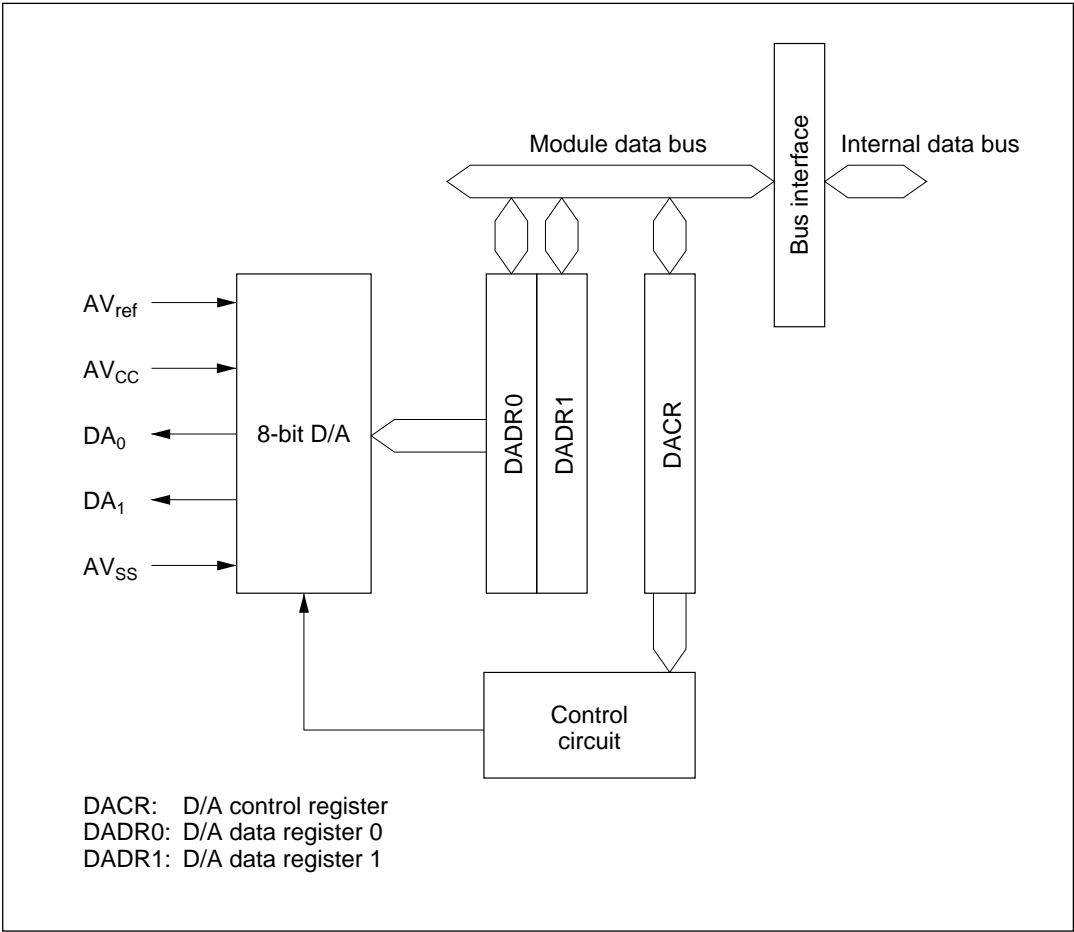 Module data bus
Internal data bus
Bus interface
AVref
AVCC
DA0
DA1
AVSS
8-bit D/A
DADR0
DADR1
DACR
Control
circuit
DACR: D/A control register
DADR0: D/A data register 0
DADR1: D/A data register 1